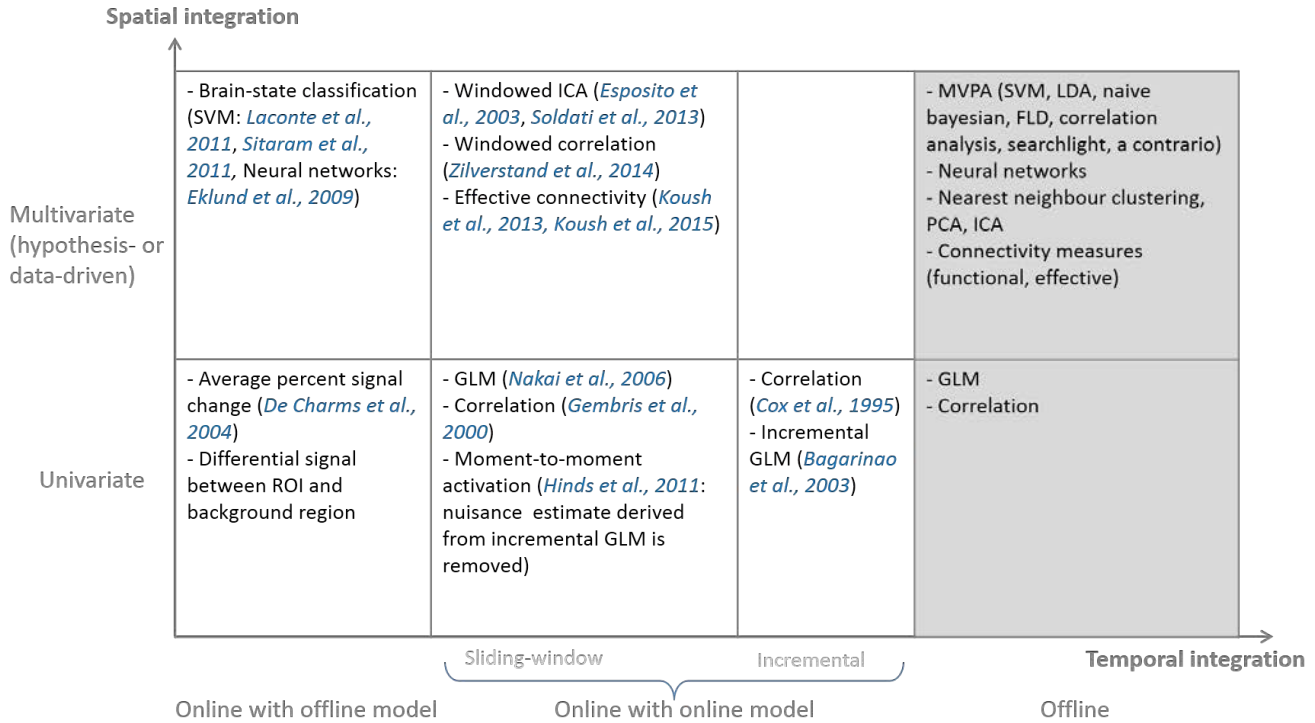 Spatial integration
Multivariate
(hypothesis- or
data-driven)
- Brain-state classification
(SVM: Laconte et al.,
2011, Sitaram et al.,
2011, Neural networks:
Eklund et al., 2009)
- Windowed ICA (Esposito et
al., 2003, Soldati et al., 2013)
- Windowed correlation
(Zilverstand et al., 2014)
- Effective connectivity (Koush
et al., 2013, Koush et al., 2015)
- MVPA (SVM, LDA, naive
bayesian, FLD, correlation
analysis, searchlight, a contrario)
- Neural networks
- Nearest neighbour clustering,
PCA, ICA
- Connectivity measures
(functional, effective)
Univariate
- Average percent signal
change (De Charms et al.,
2004)
- Differential signal
between ROI and
background region
- GLM (Nakai et al., 2006)
- Correlation (Gembris et al.,
2000)
- Moment-to-moment
activation (Hinds et al., 2011:
nuisance  estimate derived
from incremental GLM is
removed)
- Correlation
(Cox et al., 1995)
- Incremental
GLM (Bagarinao
et al., 2003)
- GLM
- Correlation
Sliding-window
Incremental
Temporal integration
Online with offline model
Online with online model
Offline